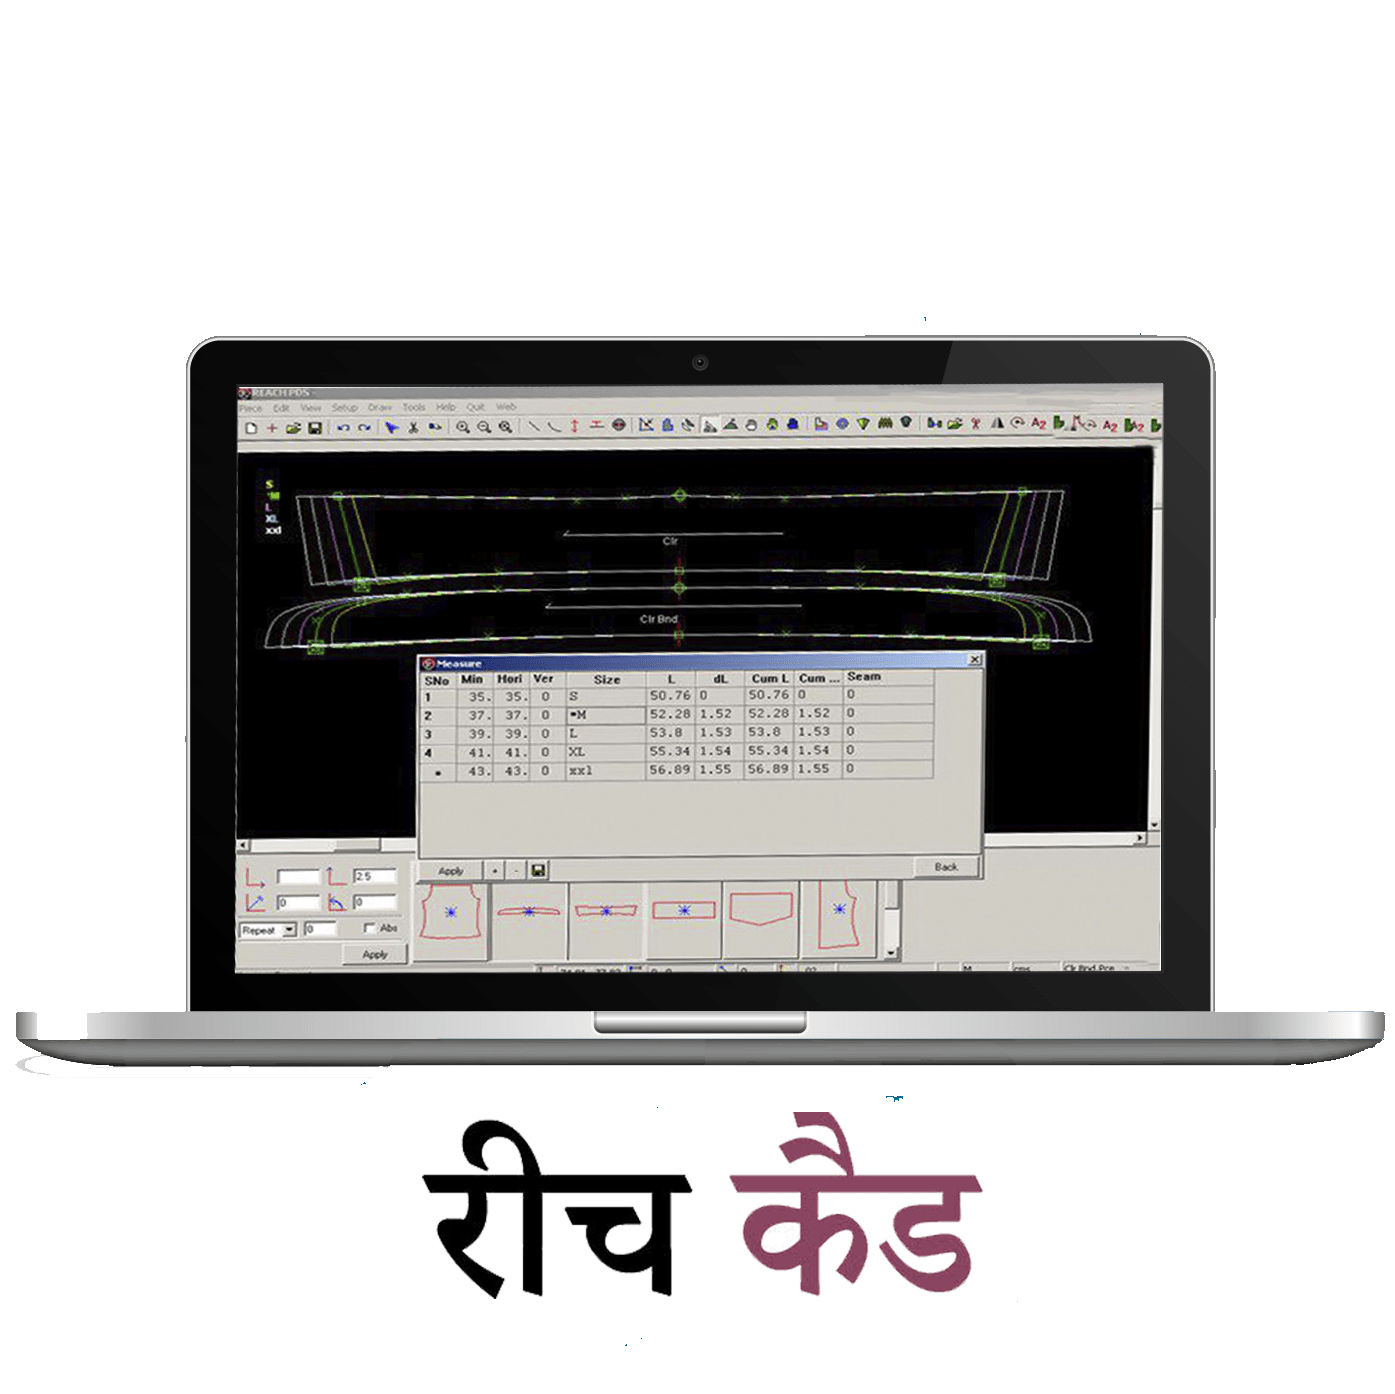 REACH PDS -
Piece Edit View Setup Draw Tools Help Quit Web
S
*M
L
XL
xxl
Clr
Clr Bnd
Measure
SNo Min Hori Ver Size L dL Cum L Cum ... Seam
1 35. 35. 0 S 50.76 0 50.76 0 0
2 37. 37. 0 *M 52.28 1.52 52.28 1.52 0
3 39. 39. 0 L 53.8 1.53 53.8 1.53 0
4 41. 41. 0 XL 55.34 1.54 55.34 1.54 0
43. 43. 0 xxl 56.89 1.55 56.89 1.55 0
Apply + - Back
2.5
0 0
Repeat 0 Abs
Apply
M cms Clr Bnd Pce
रीच कैड